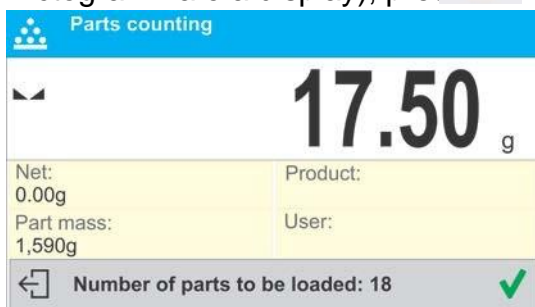 Parts counting
17.50 g
Net:
0.00g
Product:
Part mass:
1,590g
User:
Number of parts to be loaded: 18